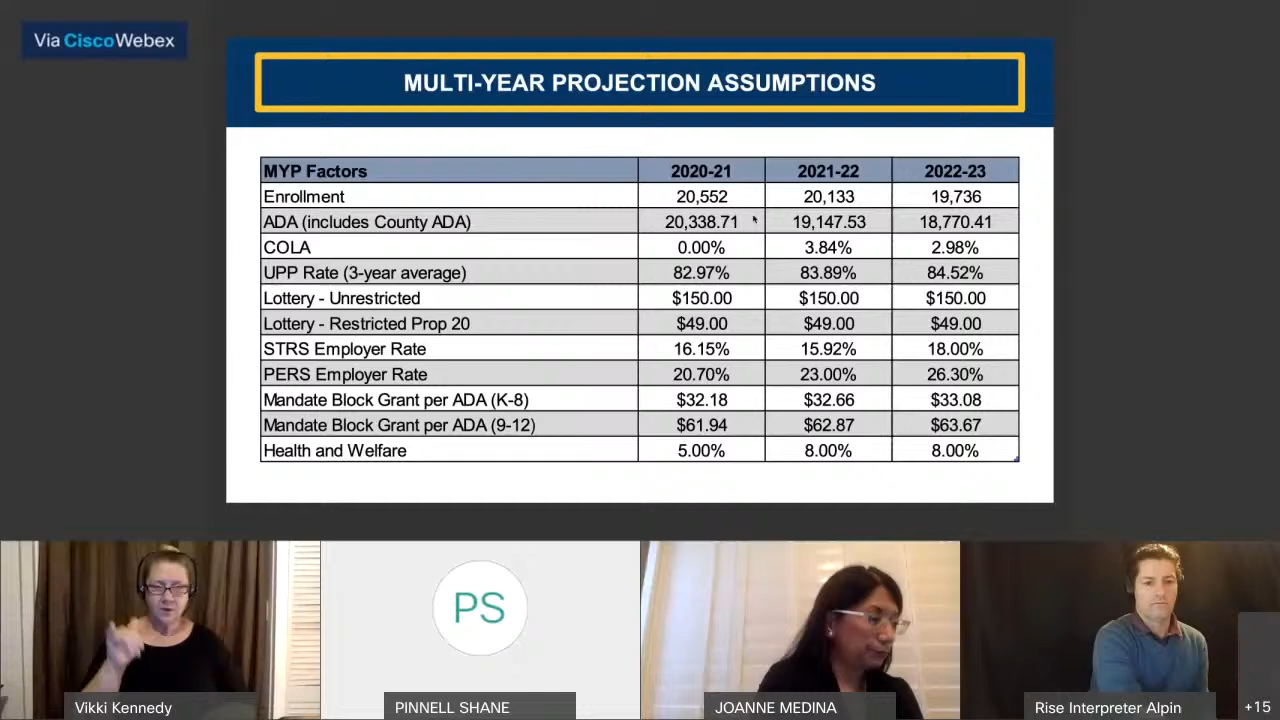 Via CiscoWebex
MULTI-YEAR PROJECTION ASSUMPTIONS
MYP Factors 2020-21 2021-22 2022-23
Enrollment 20,552 20,133 19,736
ADA (includes County ADA) 20,338.71 19,147.53 18,770.41
COLA 0.00% 3.84% 2.98%
UPP Rate (3-year average) 82.97% 83.89% 84.52%
Lottery - Unrestricted $150.00 $150.00 $150.00
Lottery - Restricted Prop 20 $49.00 $49.00 $49.00
STRS Employer Rate 16.15% 15.92% 18.00%
PERS Employer Rate 20.70% 23.00% 26.30%
Mandate Block Grant per ADA (K-8) $32.18 $32.66 $33.08
Mandate Block Grant per ADA (9-12) $61.94 $62.87 $63.67
Health and Welfare 5.00% 8.00% 8.00%
PS
Vikki Kennedy PINNELL SHANE JOANNE MEDINA Rise Interpreter Alpin +15